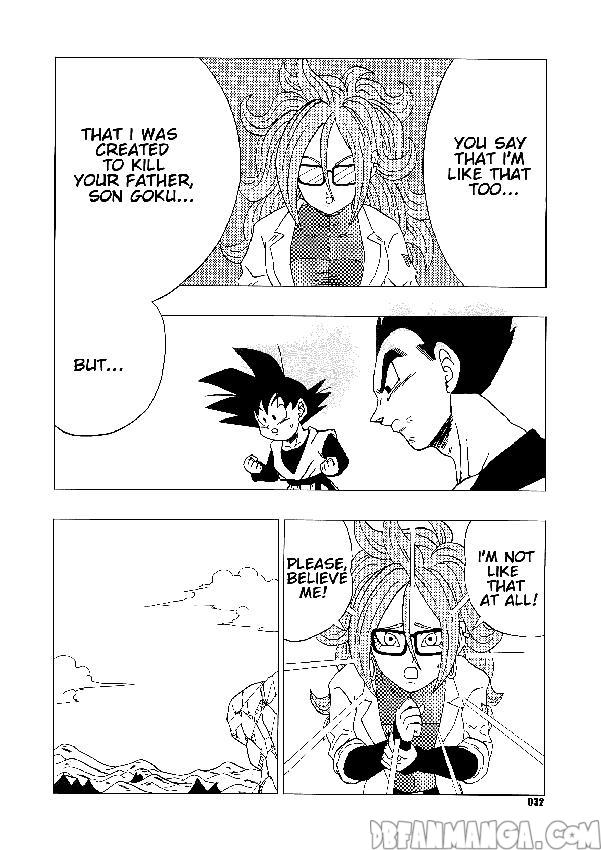 YOU SAY
THAT I'M
LIKE THAT
TOO...
THAT I WAS
CREATED
TO KILL
YOUR FATHER,
SON GOKU...
BUT...
I'M NOT
LIKE
THAT
AT ALL!
PLEASE,
BELIEVE
ME!
032
DBFANMANGA.COM